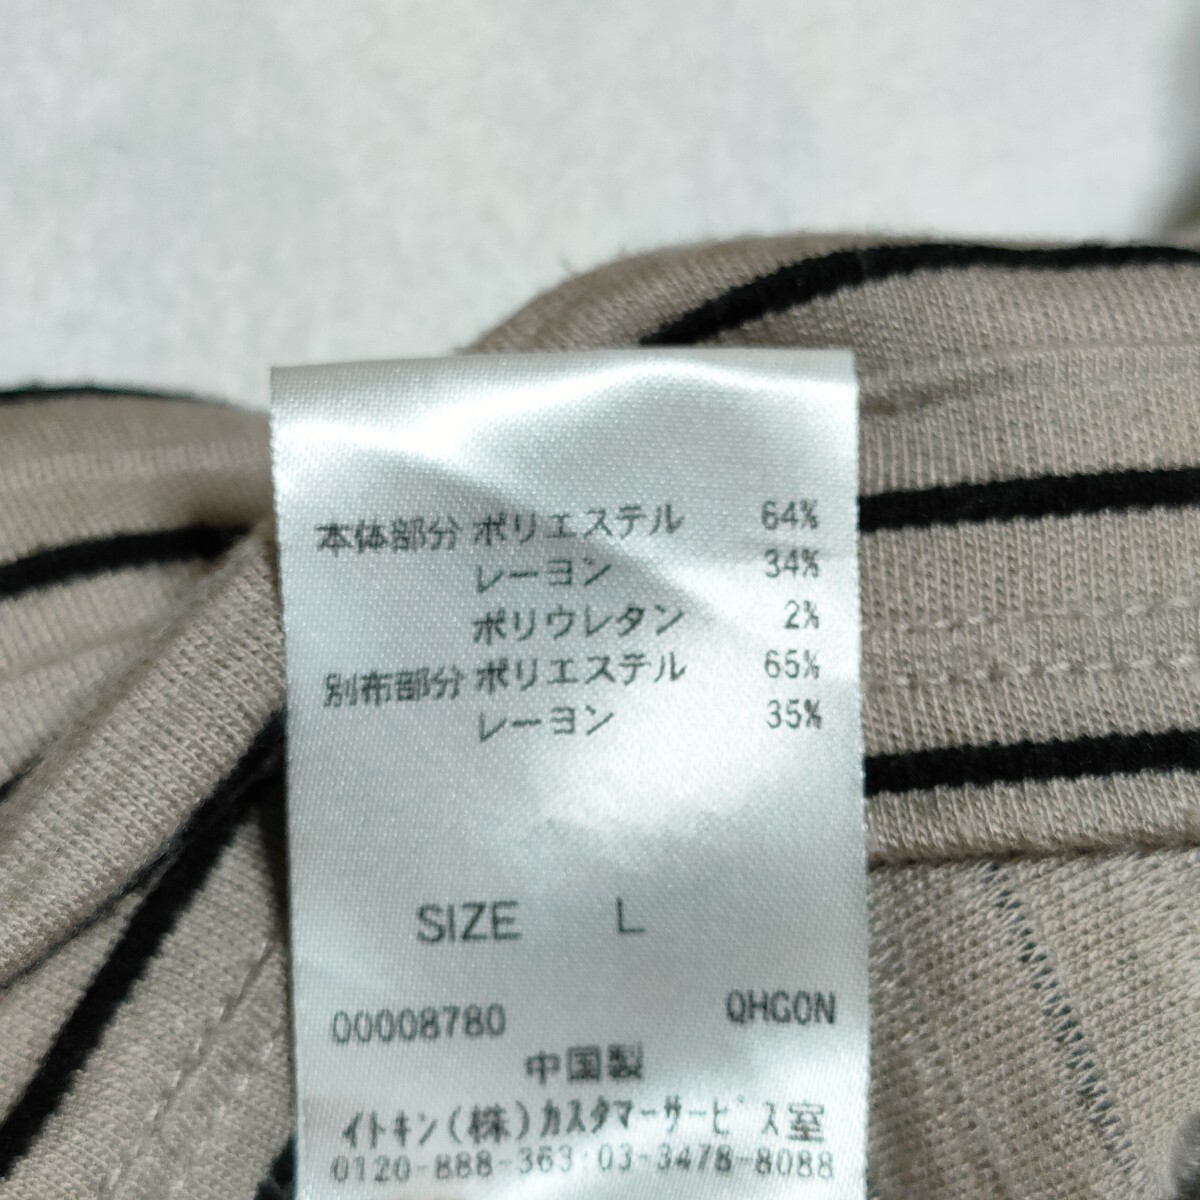 本体部分 ポリエステル 64%
レーヨン 34%
ポリウレタン 2%
別布部分 ポリエステル 65%
レーヨン 35%
SIZE L
00008780 QHG0N
中国製
イトキン(株)カスタマーサービス室
0120-888-363 03-3478-8088